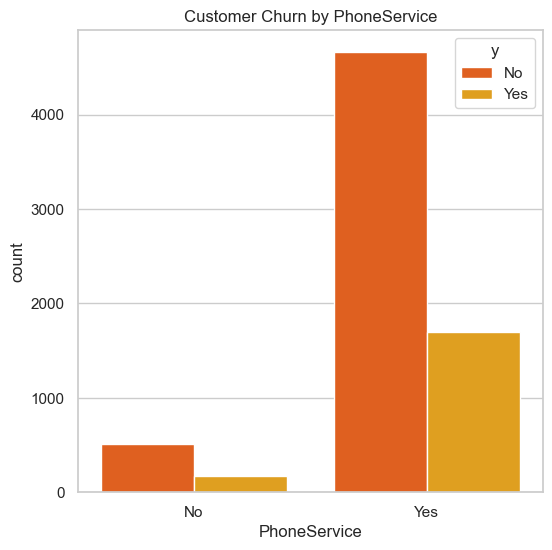 Customer Churn by PhoneService
y
No
Yes
4000
3000
2000
1000
0
count
No
Yes
PhoneService